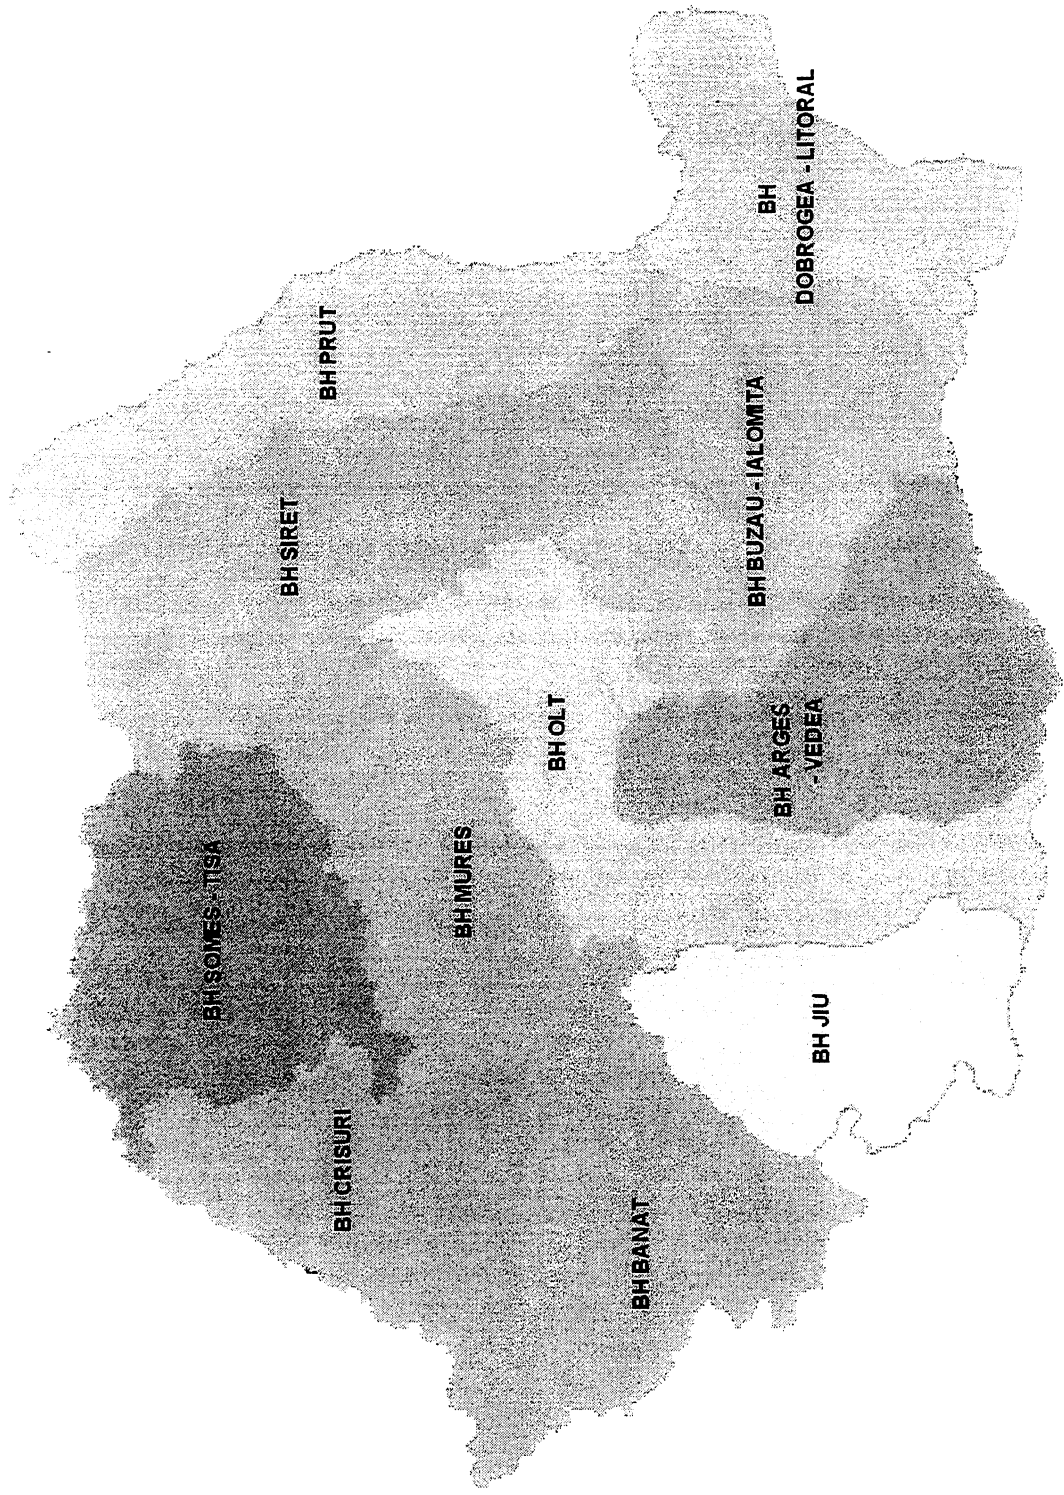 BH SOMES - TISA
BH CRISURI
BH SIRET
BH PRUT
BH MURES
BH OLT
BH BANAT
BH JIU
BH ARGES
- VEDEA
BH BUZAU - IALOMITA
BH
DOBROGEA - LITORAL